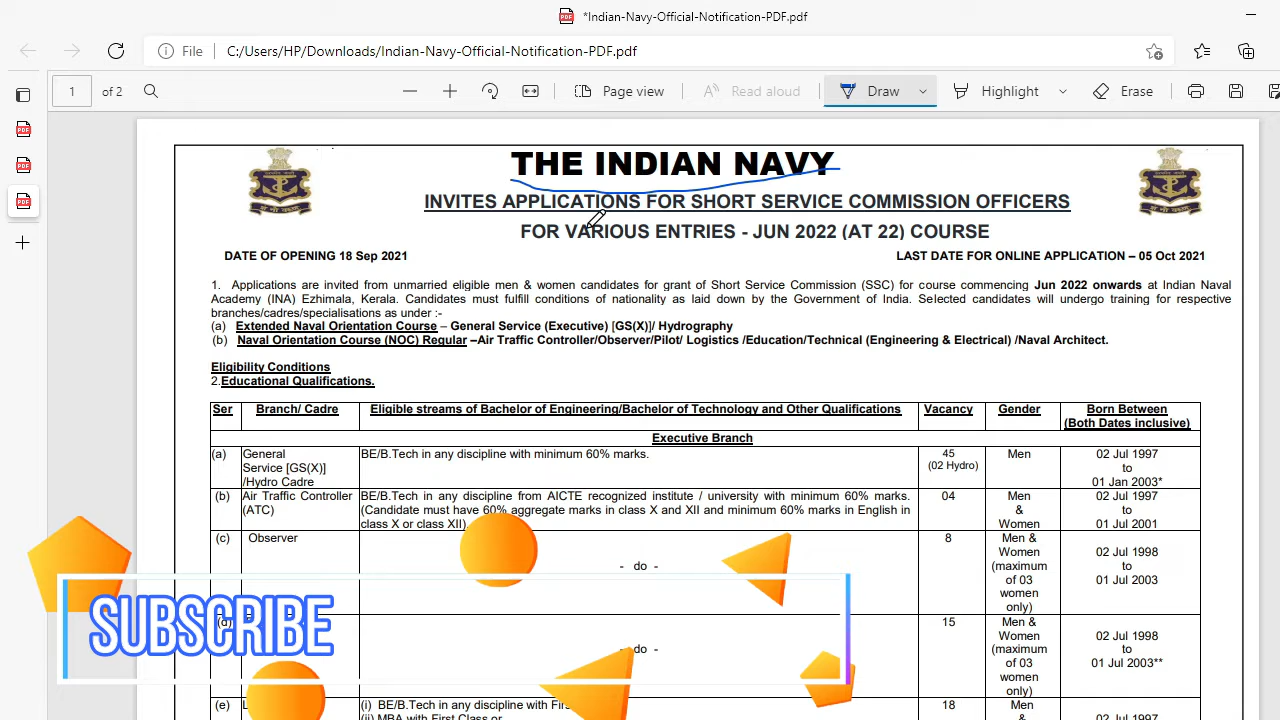 *Indian-Navy-Official-Notification-PDF.pdf
File C:/Users/HP/Downloads/Indian-Navy-Official-Notification-PDF.pdf
1 of 2 Page view Read aloud Draw Highlight Erase
THE INDIAN NAVY
INVITES APPLICATIONS FOR SHORT SERVICE COMMISSION OFFICERS
FOR VARIOUS ENTRIES - JUN 2022 (AT 22) COURSE
DATE OF OPENING 18 Sep 2021 LAST DATE FOR ONLINE APPLICATION – 05 Oct 2021
1. Applications are invited from unmarried eligible men & women candidates for grant of Short Service Commission (SSC) for course commencing Jun 2022 onwards at Indian Naval
Academy (INA) Ezhimala, Kerala. Candidates must fulfill conditions of nationality as laid down by the Government of India. Selected candidates will undergo training for respective
branches/cadres/specialisations as under :-
(a) Extended Naval Orientation Course – General Service (Executive) [GS(X)]/ Hydrography
(b) Naval Orientation Course (NOC) Regular –Air Traffic Controller/Observer/Pilot/ Logistics /Education/Technical (Engineering & Electrical) /Naval Architect.
Eligibility Conditions
2.Educational Qualifications.
Ser Branch/ Cadre Eligible streams of Bachelor of Engineering/Bachelor of Technology and Other Qualifications Vacancy Gender Born Between
(Both Dates inclusive)
Executive Branch
(a) General BE/B.Tech in any discipline with minimum 60% marks. 45 Men 02 Jul 1997
Service [GS(X)] (02 Hydro) to
/Hydro Cadre 01 Jan 2003*
(b) Air Traffic Controller BE/B.Tech in any discipline from AICTE recognized institute / university with minimum 60% marks. 04 Men 02 Jul 1997
(ATC) (Candidate must have 60% aggregate marks in class X and XII and minimum 60% marks in English in & to
class X or class XII) Women 01 Jul 2001
(c) Observer 8 Men &
Women 02 Jul 1998
- do - (maximum to
of 03 01 Jul 2003
women
only)
(d) 15 Men &
Women 02 Jul 1998
- do - (maximum to
of 03 01 Jul 2003**
women
only)
(e) (i) BE/B.Tech with 18 Men
(ii) MBA with First Class or & 02 Jul 1997
SUBSCRIBE